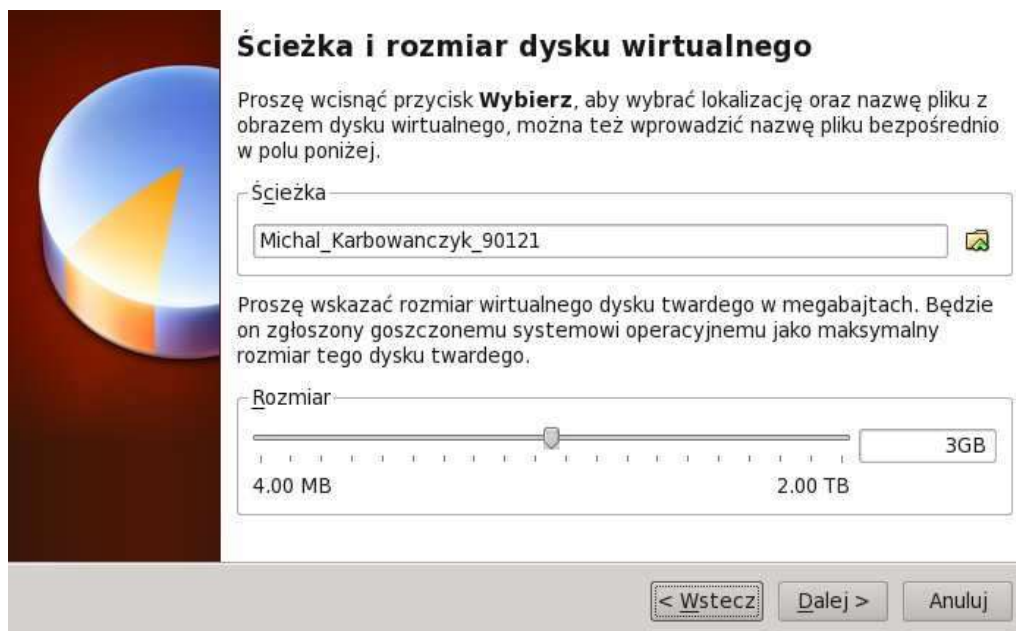 Ścieżka i rozmiar dysku wirtualnego
Proszę wcisnąć przycisk Wybierz, aby wybrać lokalizację oraz nazwę pliku z
obrazem dysku wirtualnego, można też wprowadzić nazwę pliku bezpośrednio
w polu poniżej.
Ścieżka
Michal_Karbowanczyk_90121
Proszę wskazać rozmiar wirtualnego dysku twardego w megabajtach. Będzie
on zgłoszony goszczonemu systemowi operacyjnemu jako maksymalny
rozmiar tego dysku twardego.
Rozmiar
3GB
4.00 MB 2.00 TB
< Wstecz Dalej > Anuluj